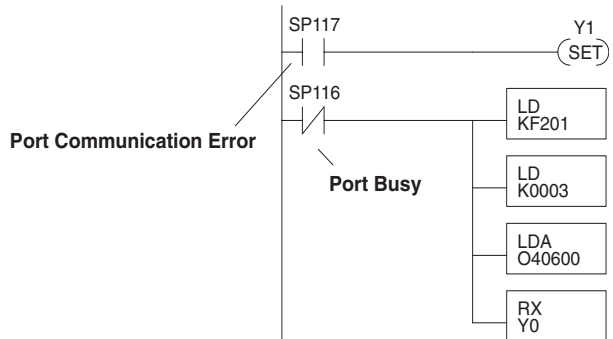 SP117
Y1
SET
SP116
LD
KF201
Port Communication Error
Port Busy
LD
K0003
LDA
O40600
RX
Y0